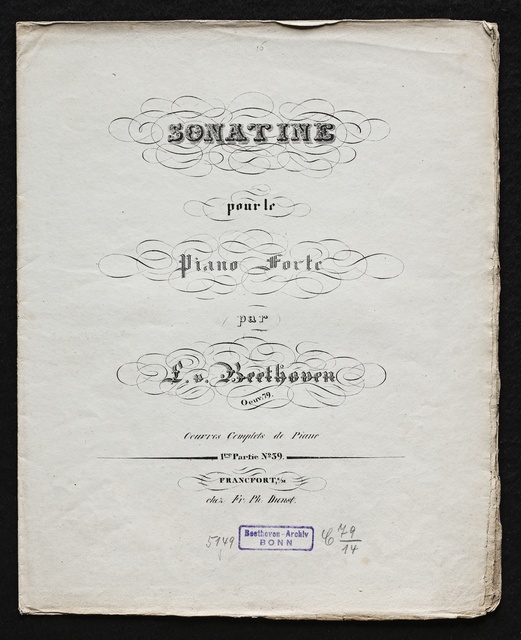 SONATINE
pour le
Piano Forte
par
L. v. Beethoven
Oeuv. 79.
Oeuvres Complets de Piano
1ère Partie No 39.
FRANCFORT, s/M
chez Fr. Ph. Dunst.
5149
Beethoven-Archiv
BONN
C 79
14